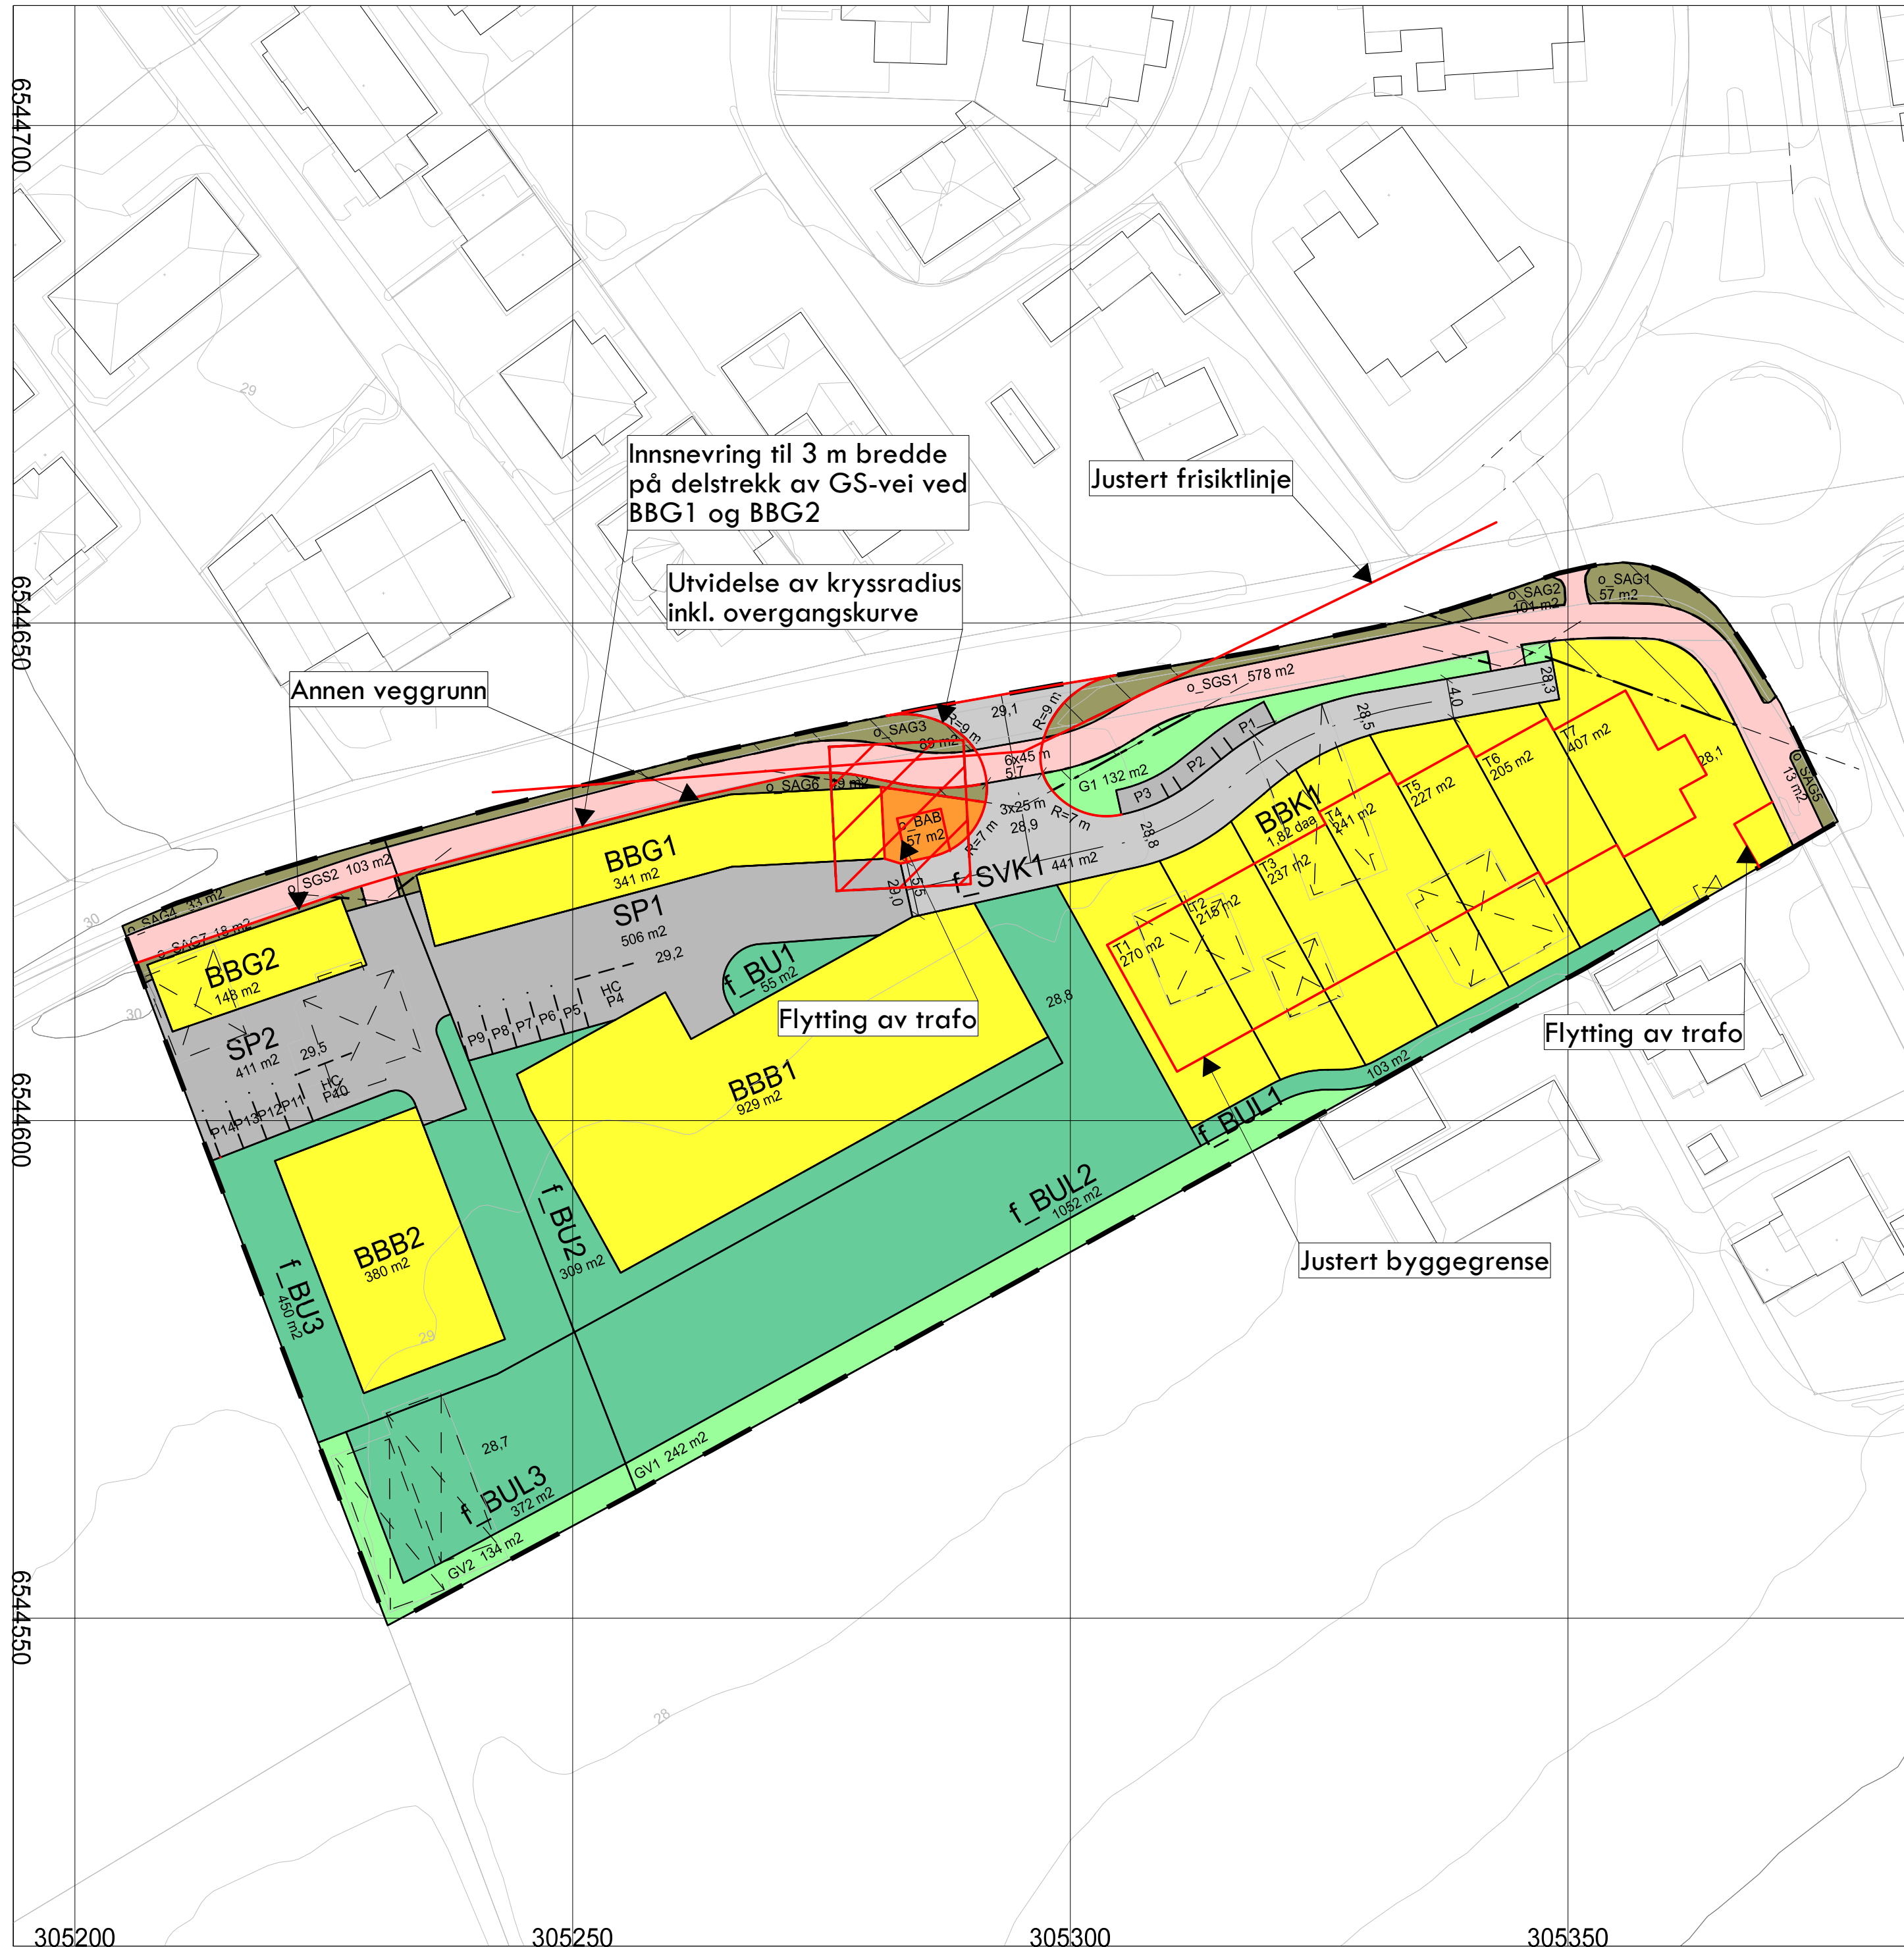 6544700
29
Innsnevring til 3 m bredde
på delstrekk av GS-vei ved
BBG1 og BBG2
Justert frisiktlinje
Utvidelse av kryssradius
inkl. overgangskurve
6544650
Annen veggrunn
o_SAG1
57 m2
o_SAG2
101 m2
o_SGS1 578 m2
28,3
4,0
28,5
29,1
R=9 m
R=9 m
o_SAG3
6x45 m
5,7
P1
P2
P3
G1 132 m2
T7
407 m2
28,1
T6
205 m2
T5
227 m2
T4
241 m2
o_SAG5
13 m2
o_SAG6
3x25 m
28,9
R=7 m
R=7 m
o_BAB
57 m2
BBK1
1,82 daa
28,8
T3
237 m2
T2
215 m2
T1
270 m2
BBG1
341 m2
o_SGS2 103 m2
f_SVK1 441 m2
29,0
5,5
o_SAG4 33 m2
o_SAG7 18 m2
30
30
BBG2
148 m2
SP1
506 m2
29,2
f_BU1
55 m2
HC
P4
P5
P6
P7
P8
P9
28,8
Flytting av trafo
Flytting av trafo
SP2
411 m2
29,5
HC
P10
P11
P12
P13
P14
BBB1
929 m2
103 m2
f_BUL1
6544600
f_BUL2
1052 m2
BBB2
380 m2
f_BU2
309 m2
f_BU3
450 m2
Justert byggegrense
29
28,7
GV1 242 m2
f_BUL3
372 m2
GV2 134 m2
6544550
28
305200
305250
305300
305350